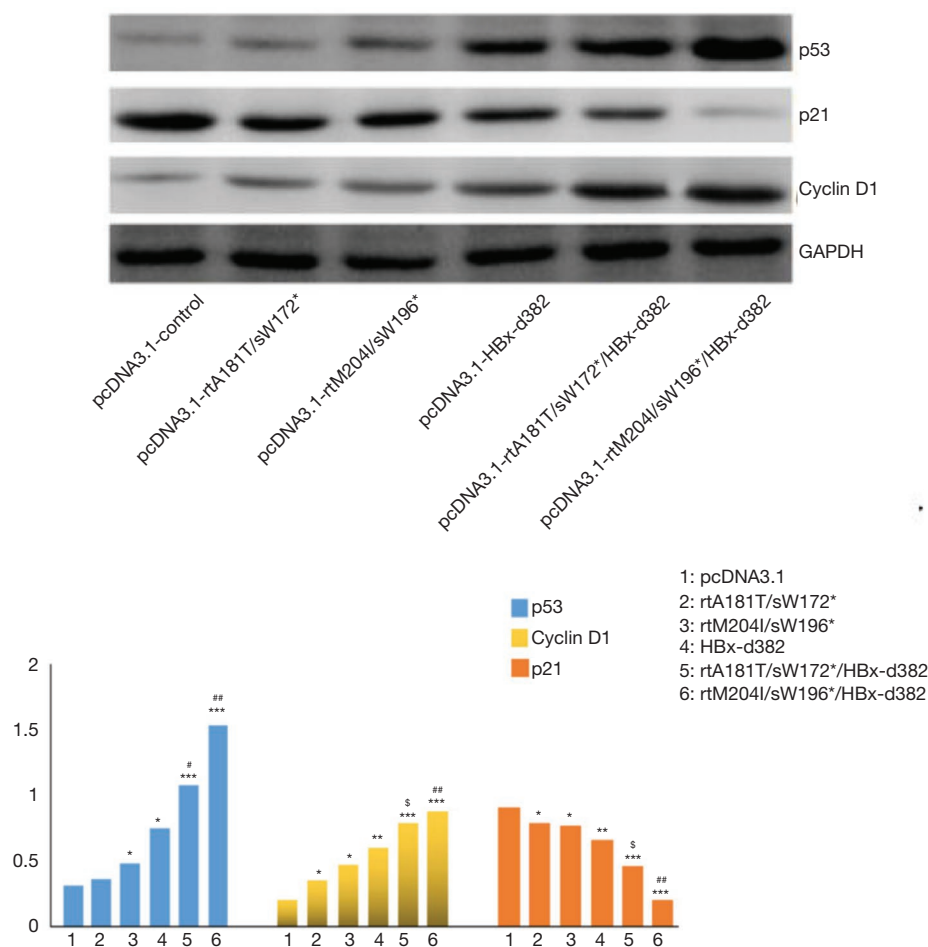 p53
p21
Cyclin D1
GAPDH
pcDNA3.1-control
pcDNA3.1-rtA181T/sW172*
pcDNA3.1-rtM204I/sW196*
pcDNA3.1-HBx-d382
pcDNA3.1-rtA181T/sW172*/HBx-d382
pcDNA3.1-rtM204I/sW196*/HBx-d382
p53
Cyclin D1
p21
1: pcDNA3.1
2: rtA181T/sW172*
3: rtM204I/sW196*
4: HBx-d382
5: rtA181T/sW172*/HBx-d382
6: rtM204I/sW196*/HBx-d382
2
1.5
1
0.5
0
*
*
#
***
##
***
*
*
**
$
***
##
***
*
*
**
$
***
##
***
1 2 3 4 5 6 1 2 3 4 5 6 1 2 3 4 5 6